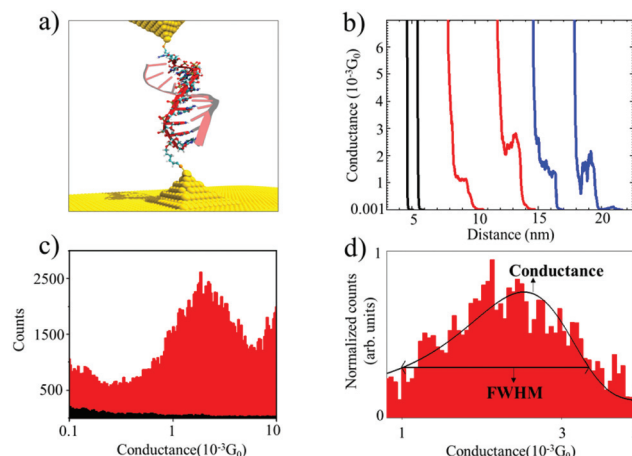 a)
b)
Conductance (10⁻³G₀)
6
5
4
3
2
1
0.001
5
10
15
20
Distance (nm)
c)
Counts
2500
1500
500
0.1
1
10
Conductance(10⁻³G₀)
d)
Normalized counts
(arb. units)
1
0
Conductance
FWHM
1
3
Conductance(10⁻³G₀)